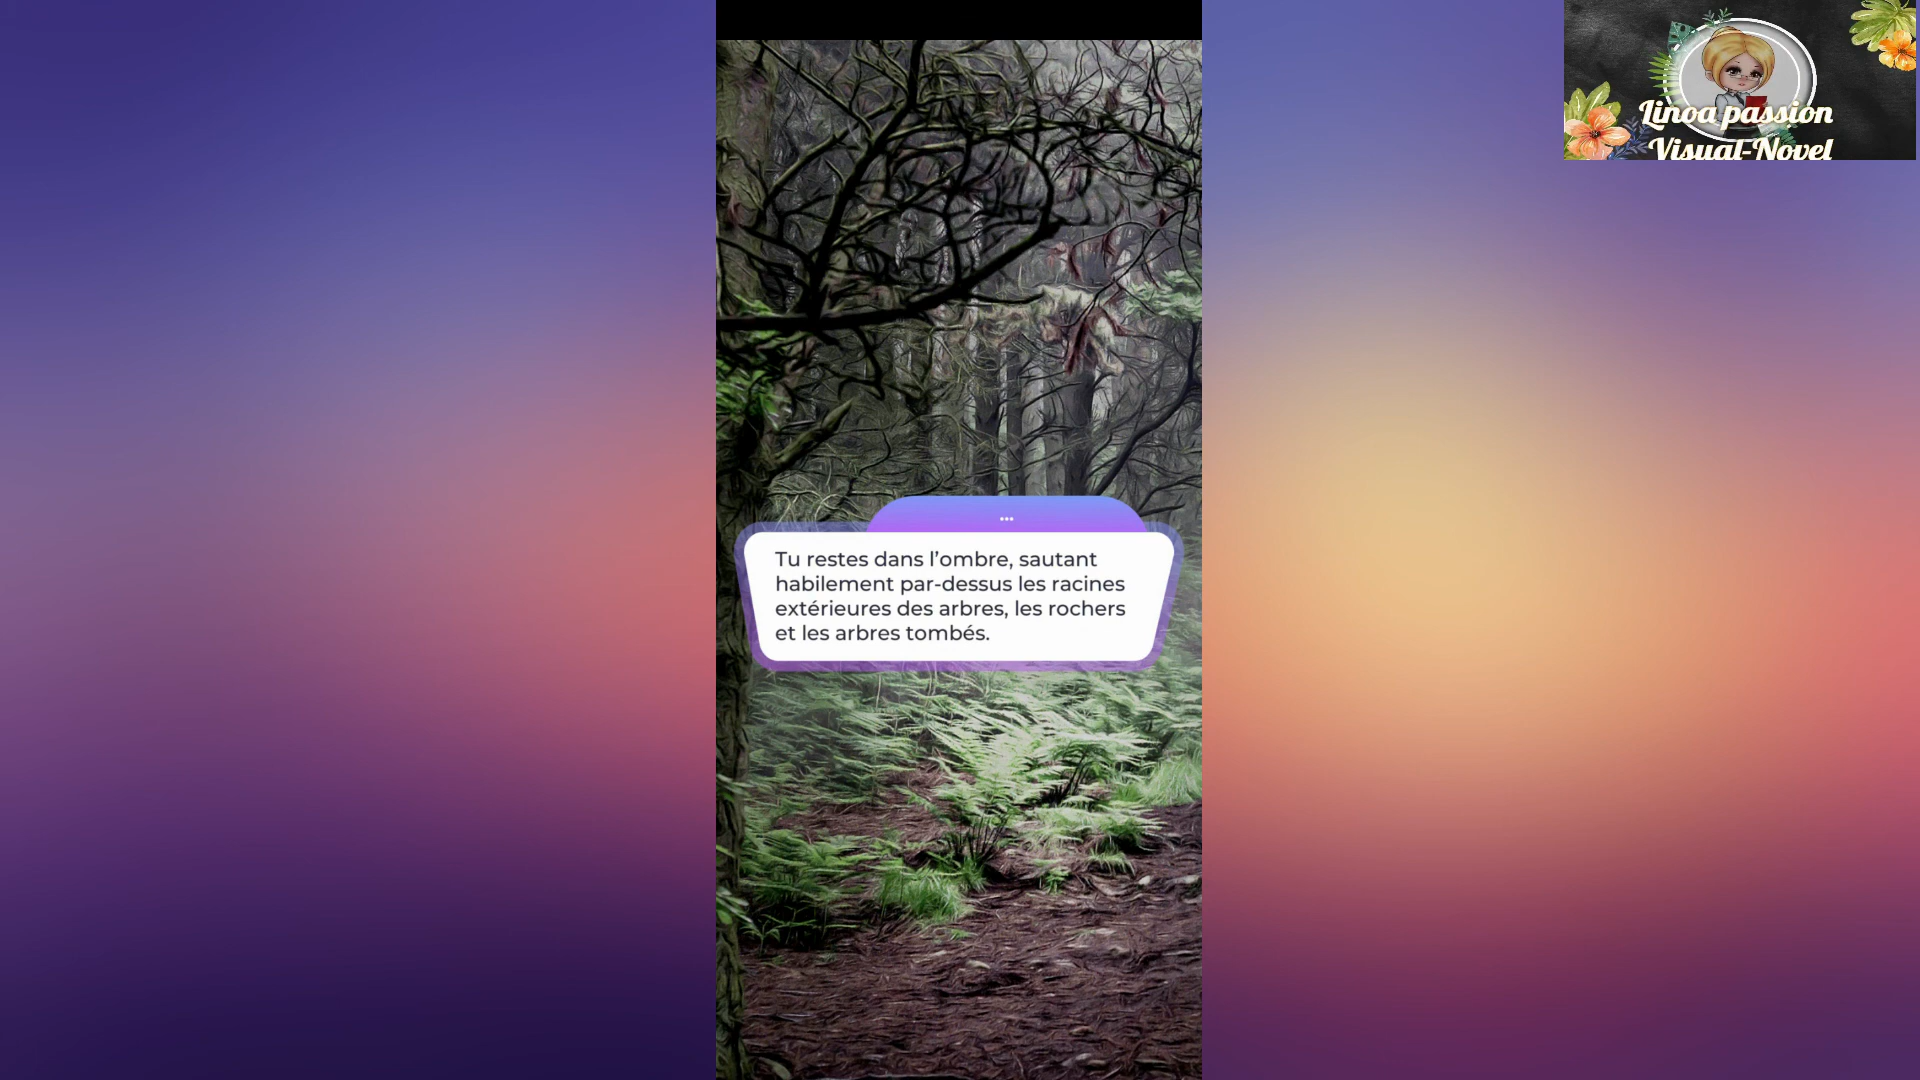 Linoa passion
Visual-Novel
...
Tu restes dans l’ombre, sautant
habilement par-dessus les racines
extérieures des arbres, les rochers
et les arbres tombés.